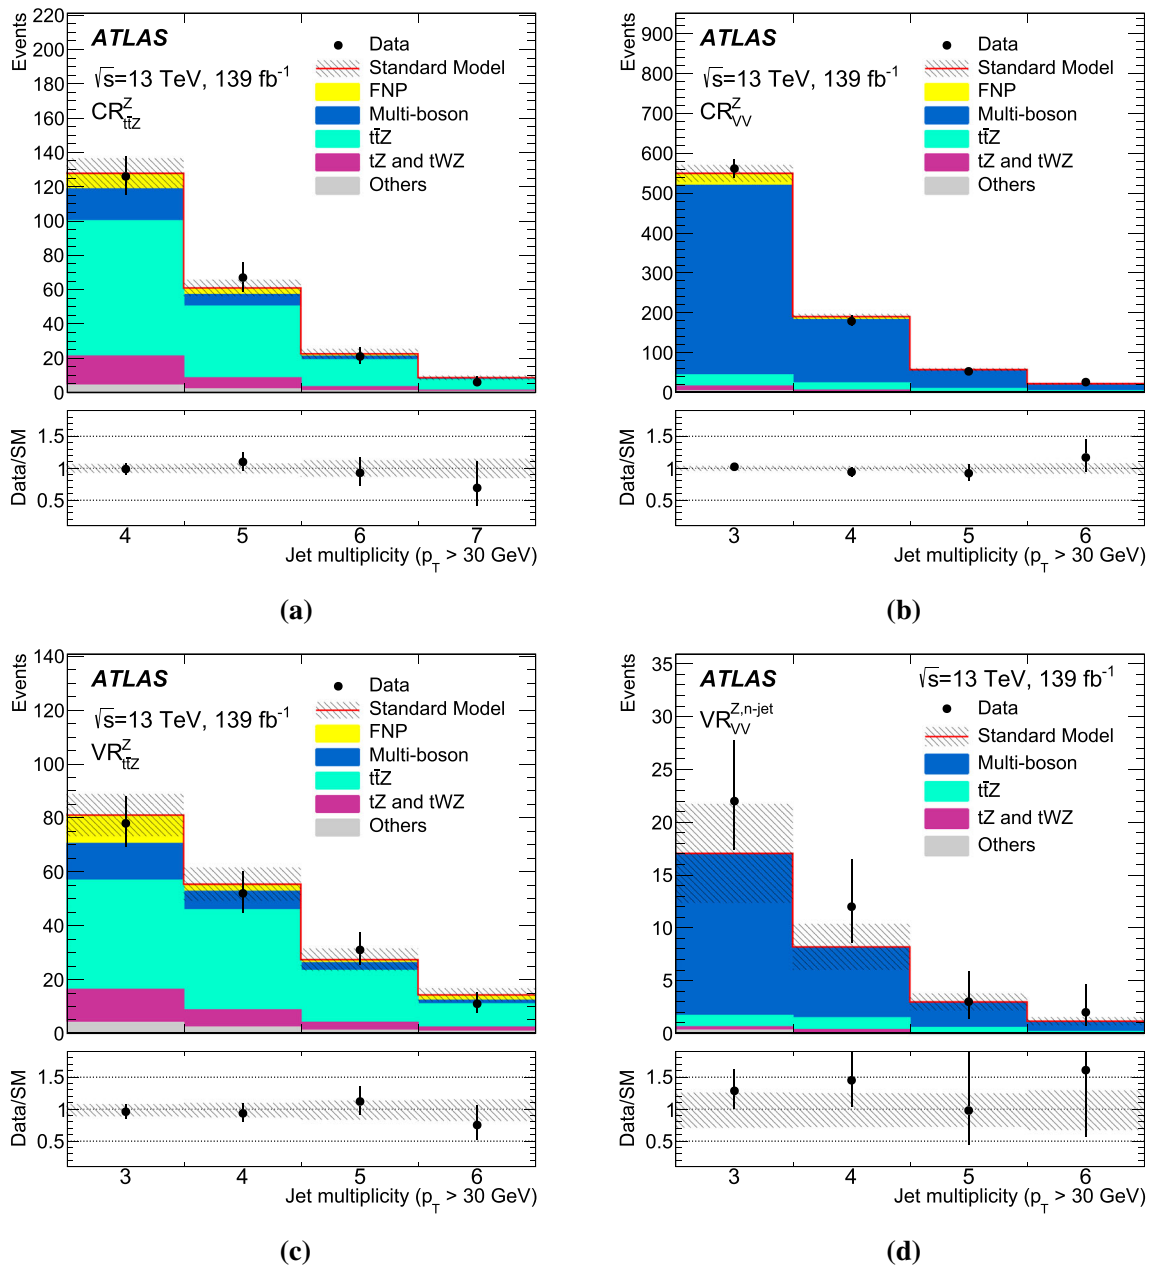 Events
220
200
180
160
140
120
100
80
60
40
20
0
ATLAS
√s=13 TeV, 139 fb⁻¹
CR^Z_tt̄Z
Data
Standard Model
FNP
Multi-boson
tt̄Z
tZ and tWZ
Others
Data/SM
1.5
1
0.5
4 5 6 7
Jet multiplicity (p_T > 30 GeV)
(a)
Events
900
800
700
600
500
400
300
200
100
0
ATLAS
√s=13 TeV, 139 fb⁻¹
CR^Z_VV
Data
Standard Model
FNP
Multi-boson
tt̄Z
tZ and tWZ
Others
Data/SM
1.5
1
0.5
3 4 5 6
Jet multiplicity (p_T > 30 GeV)
(b)
Events
140
120
100
80
60
40
20
0
ATLAS
√s=13 TeV, 139 fb⁻¹
VR^Z_tt̄Z
Data
Standard Model
FNP
Multi-boson
tt̄Z
tZ and tWZ
Others
Data/SM
1.5
1
0.5
3 4 5 6
Jet multiplicity (p_T > 30 GeV)
(c)
Events
35
30
25
20
15
10
5
0
ATLAS
√s=13 TeV, 139 fb⁻¹
VR^Z,n-jet_VV
Data
Standard Model
Multi-boson
tt̄Z
tZ and tWZ
Others
Data/SM
1.5
1
0.5
3 4 5 6
Jet multiplicity (p_T > 30 GeV)
(d)